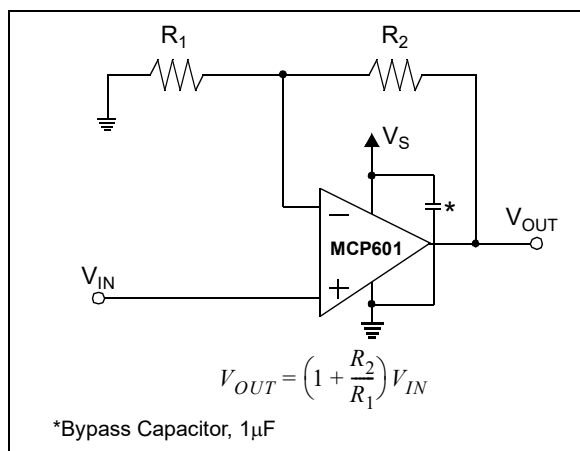 R1 R2
VS
*
−
MCP601
VOUT
VIN
+
VOUT = (1 + R2/R1) VIN
*Bypass Capacitor, 1μF